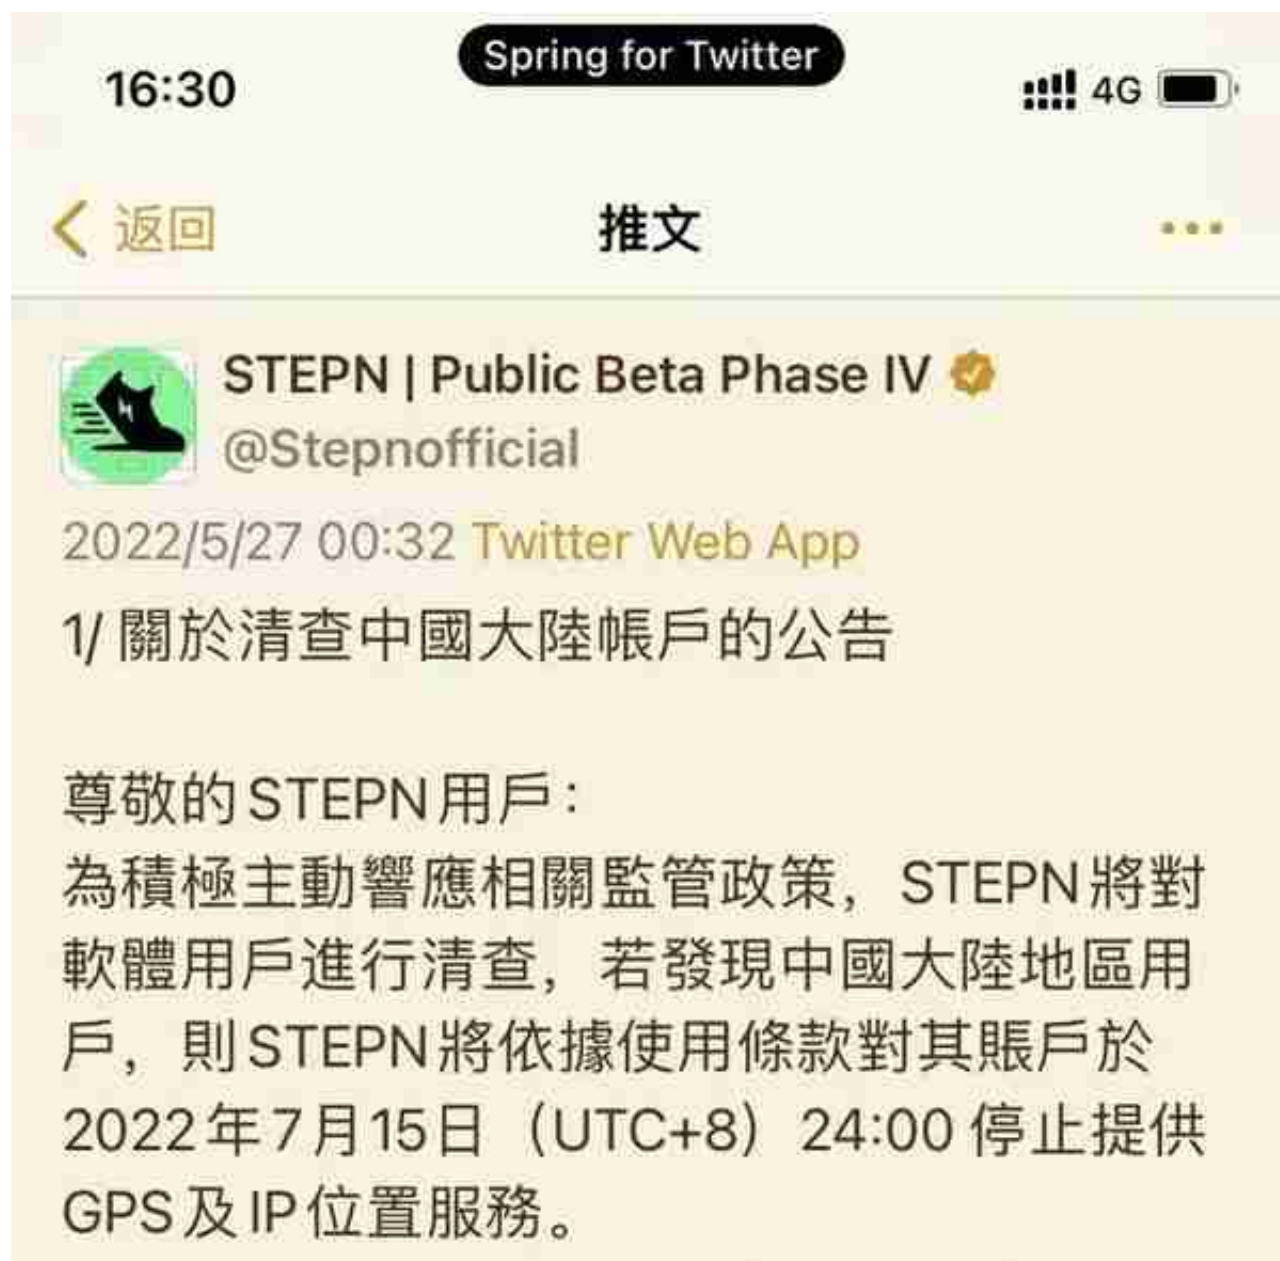 Spring for Twitter
16:30
4G
返回
推文
STEPN | Public Beta Phase IV
@Stepnofficial
2022/5/27 00:32 Twitter Web App
1/ 關於清查中國大陸帳戶的公告
尊敬的STEPN用戶：
為積極主動響應相關監管政策，STEPN將對
軟體用戶進行清查，若發現中國大陸地區用
戶，則STEPN將依據使用條款對其賬戶於
2022年7月15日（UTC+8）24:00 停止提供
GPS及IP位置服務。